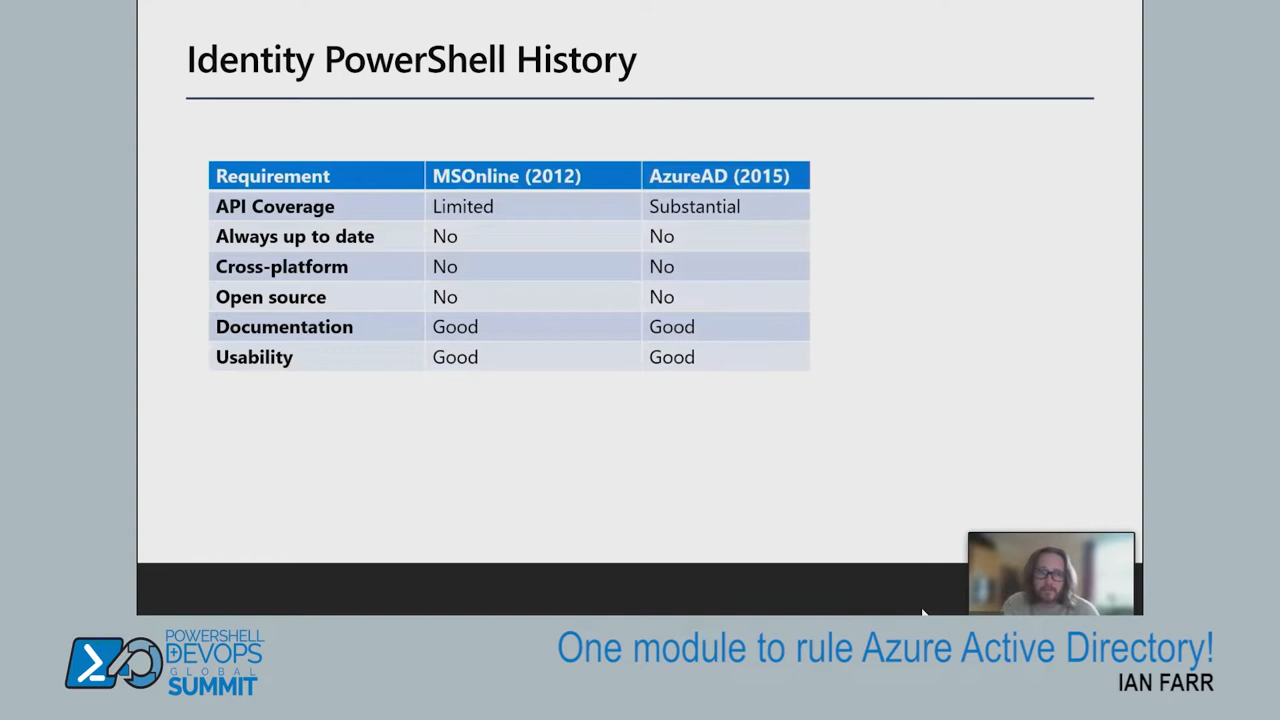 Identity PowerShell History
Requirement MSOnline (2012) AzureAD (2015)
API Coverage Limited Substantial
Always up to date No No
Cross-platform No No
Open source No No
Documentation Good Good
Usability Good Good
POWERSHELL
DEVOPS
GLOBAL
SUMMIT
One module to rule Azure Active Directory!
IAN FARR